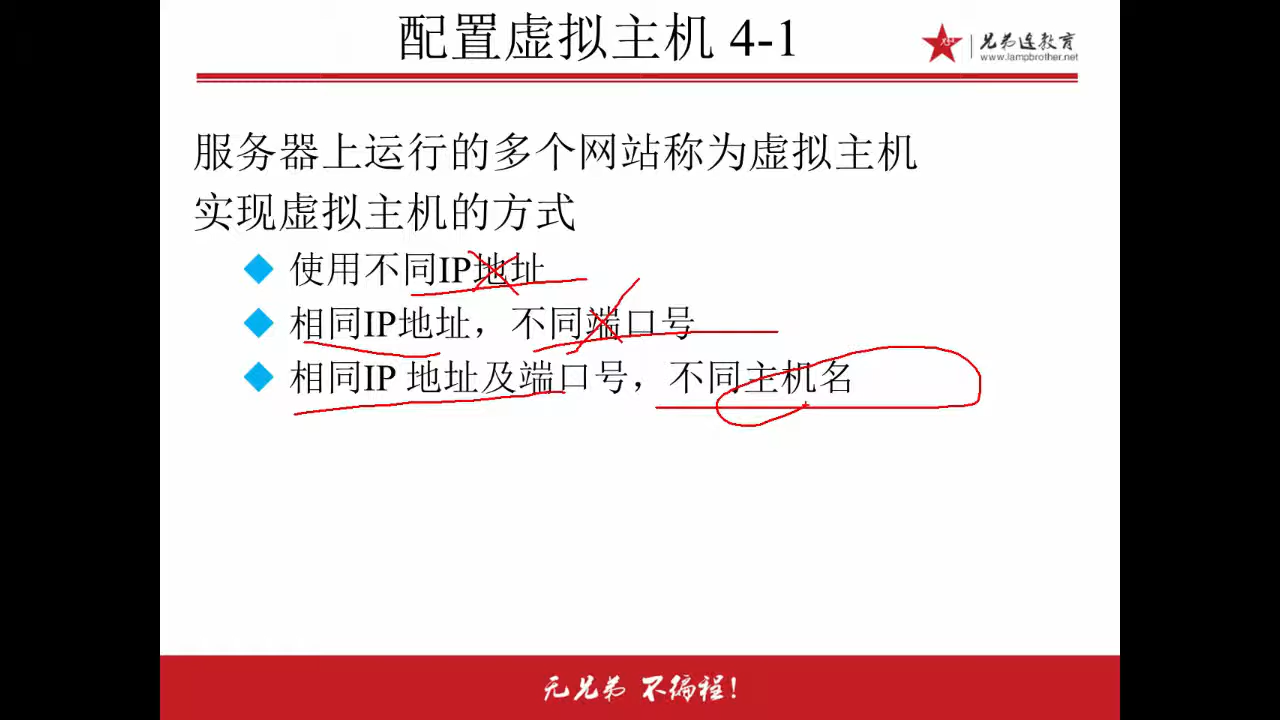 配置虚拟主机 4-1
兄弟连教育
www.lampbrother.net
服务器上运行的多个网站称为虚拟主机
实现虚拟主机的方式
使用不同IP地址
相同IP地址，不同端口号
相同IP 地址及端口号，不同主机名
无兄弟 不编程！